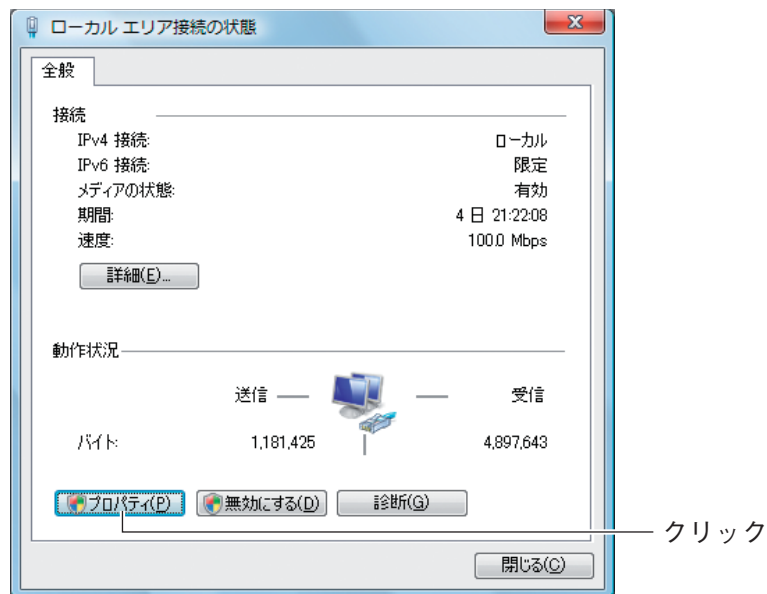 ローカル エリア接続の状態
全般
接続
IPv4 接続: ローカル
IPv6 接続: 限定
メディアの状態: 有効
期間: 4 日 21:22:08
速度: 100.0 Mbps
詳細(E)...
動作状況
送信 受信
バイト: 1,181,425 4,897,643
プロパティ(P) 無効にする(D) 診断(G)
クリック
閉じる(C)